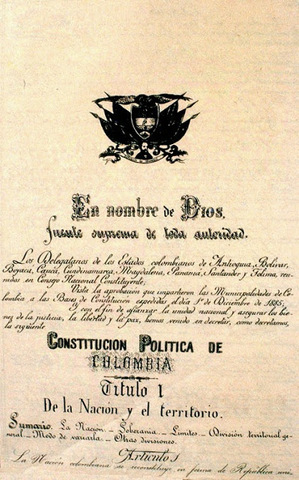 En nombre de Dios,
fuente suprema de toda autoridad.
Los Delegatarios de los Estados colombianos de Antioquia, Bolívar,
Boyacá, Cauca, Cundinamarca, Magdalena, Panamá, Santander y Tolima, reu-
nidos en Consejo Nacional Constituyente;
Vista la aprobación que impartieron las Municipalidades de Co-
lombia a las Bases de Constitución expedidas el día 1º de Diciembre de 1885;
Y con el fin de afianzar la unidad nacional y asegurar los bie-
nes de la justicia, la libertad y la paz, hemos venido en decretar, como decretamos,
la siguiente
CONSTITUCIÓN POLÍTICA DE
COLOMBIA
Título I
De la Nación y el territorio.
Sumario. La Nación – Soberanía – Límites – División territorial ge-
neral – Modo de variarla – Otras divisiones.
Artículo 1
La Nación colombiana se reconstituye en forma de República uni-